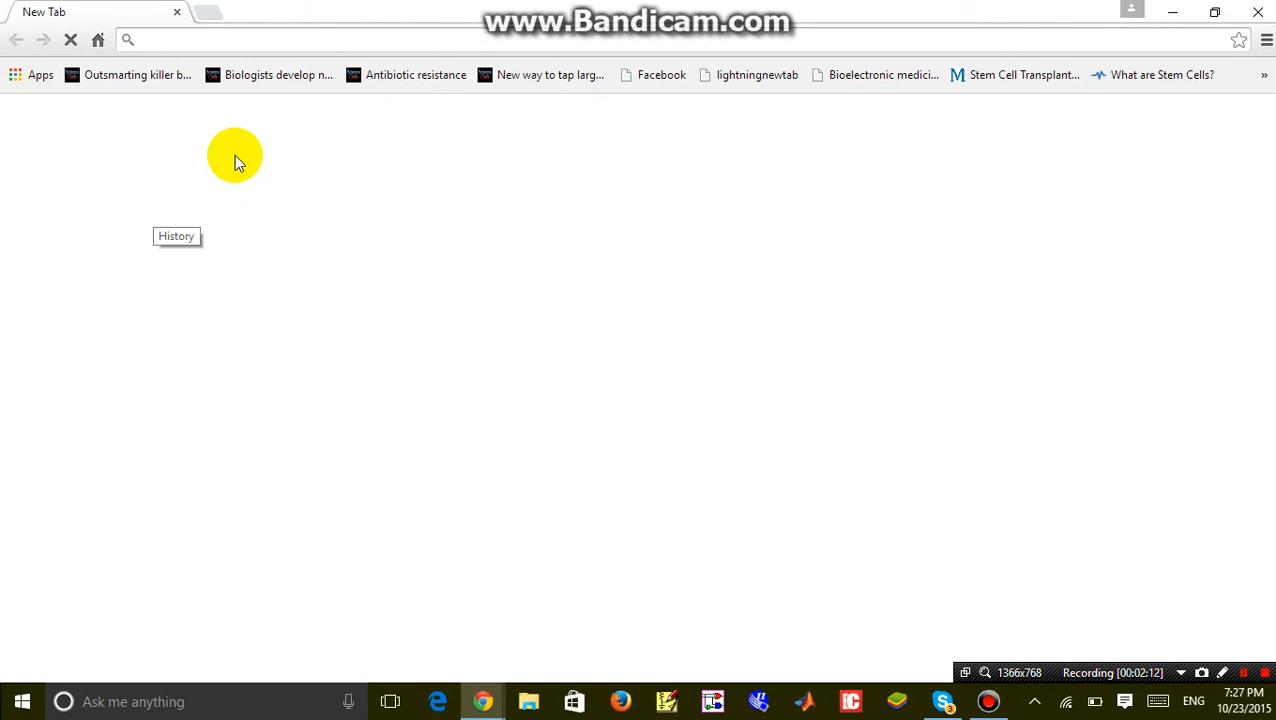 New Tab
www.Bandicam.com
Apps
Outsmarting killer b...
Biologists develop n...
Antibiotic resistance
New way to tap larg...
Facebook
lightningnewtab
Bioelectronic medici...
M
Stem Cell Transplant...
What are Stem Cells?
»
History
1366x768
Recording [00:02:12]
Ask me anything
IC
3
ENG
7:27 PM
10/23/2015